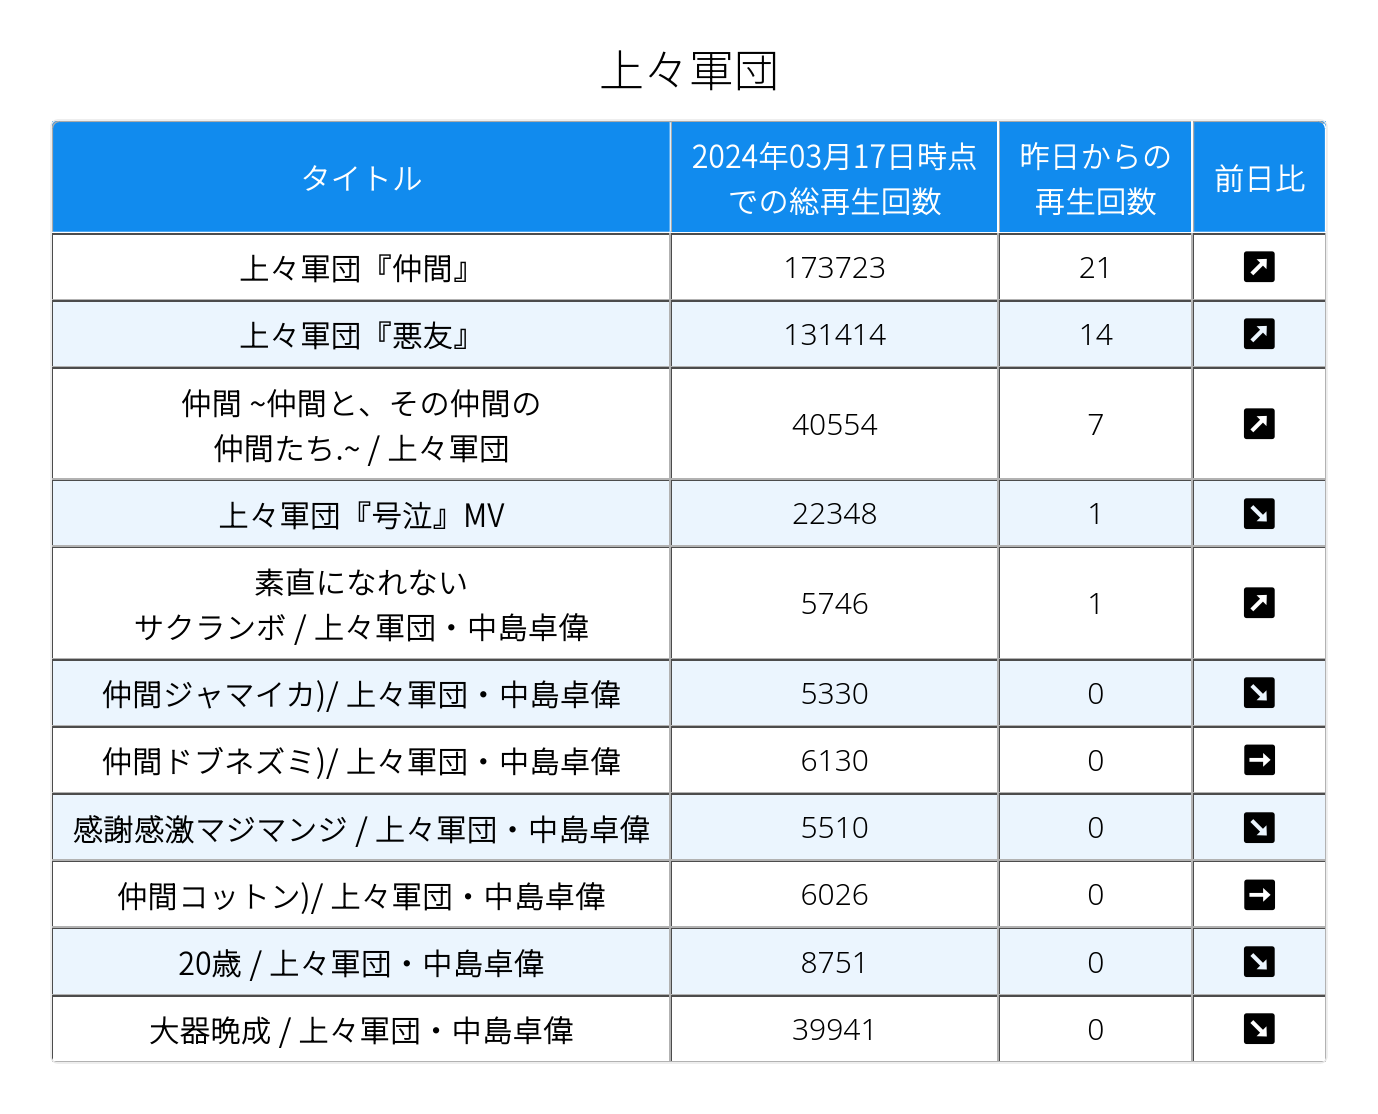 上々軍団
タイトル
2024年03月17日時点
での総再生回数
昨日からの
再生回数
前日比
上々軍団『仲間』 173723 21 ↗
上々軍団『悪友』 131414 14 ↗
仲間 ~仲間と、その仲間の
仲間たち.~ / 上々軍団 40554 7 ↗
上々軍団『号泣』MV 22348 1 ↘
素直になれない
サクランボ / 上々軍団・中島卓偉 5746 1 ↗
仲間ジャマイカ)/ 上々軍団・中島卓偉 5330 0 ↘
仲間ドブネズミ)/ 上々軍団・中島卓偉 6130 0 →
感謝感激マジマンジ / 上々軍団・中島卓偉 5510 0 ↘
仲間コットン)/ 上々軍団・中島卓偉 6026 0 →
20歳 / 上々軍団・中島卓偉 8751 0 ↘
大器晩成 / 上々軍団・中島卓偉 39941 0 ↘